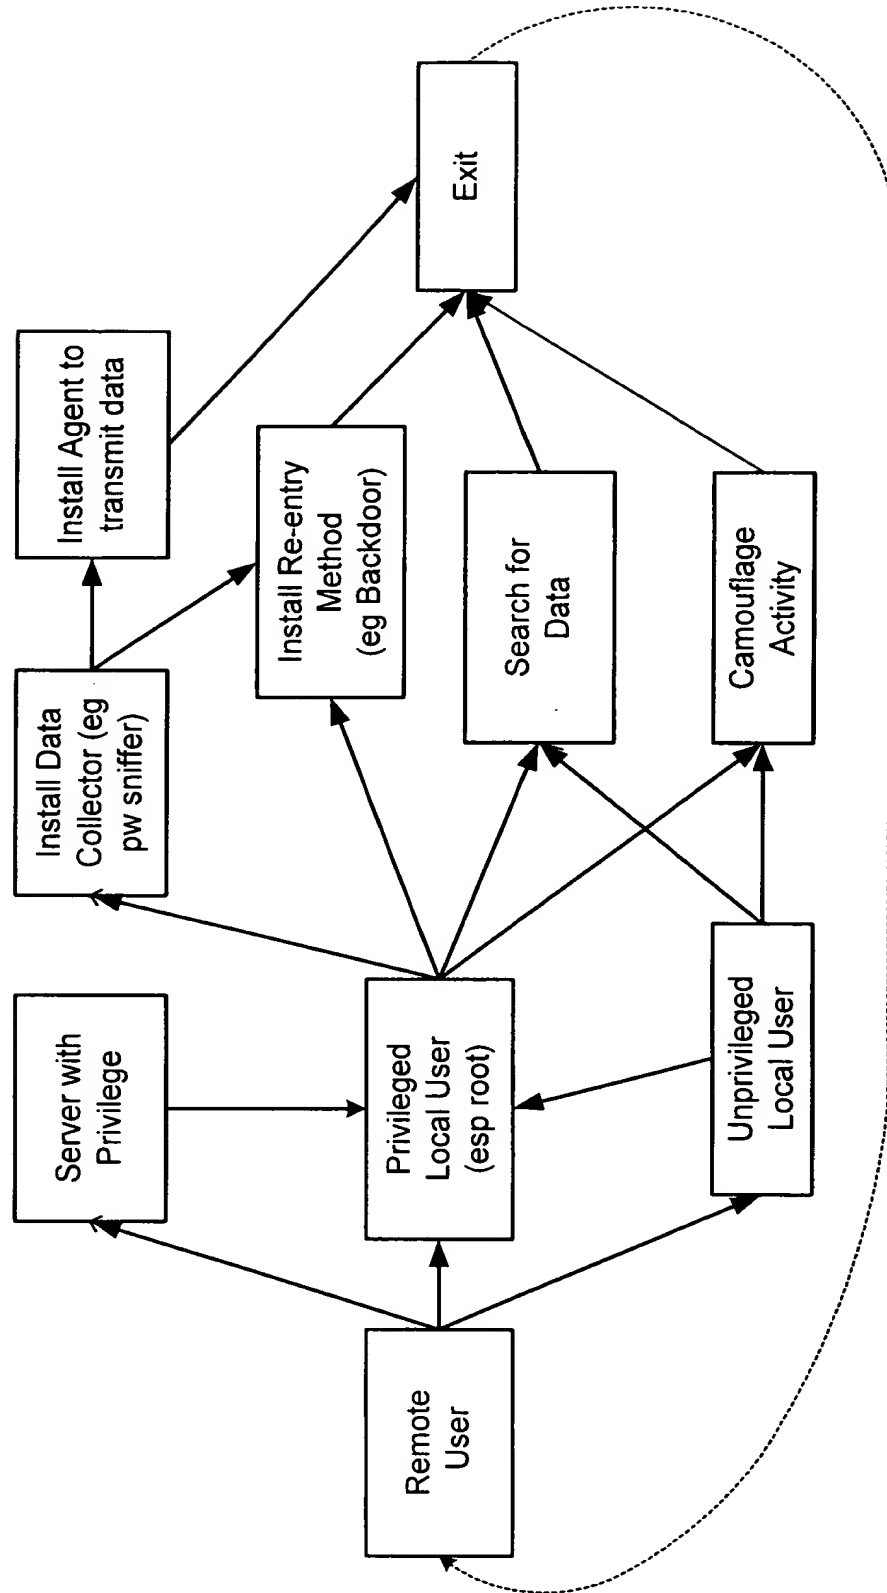 Remote
User
Server with
Privilege
Privileged
Local User
(esp root)
Unprivileged
Local User
Install Data
Collector (eg
pw sniffer)
Install Agent to
transmit data
Install Re-entry
Method
(eg Backdoor)
Search for
Data
Camouflage
Activity
Exit